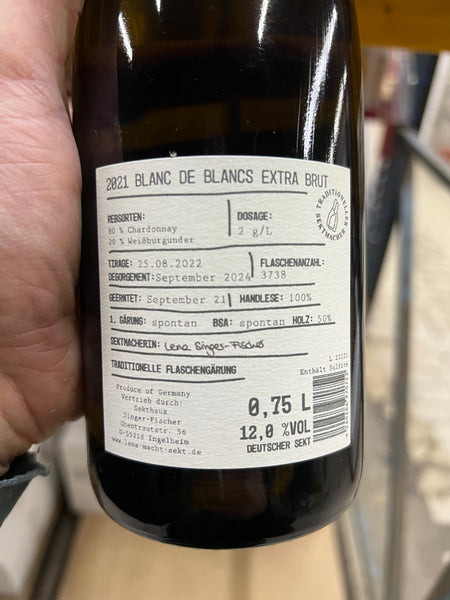 2021 BLANC DE BLANCS EXTRA BRUT
TRADITIONELLER
SEKTMACHER
REBSORTEN:
80 % Chardonnay
20 % Weißburgunder
DOSAGE:
2 g/L
TIRAGE: 25.08.2022
DEGORGEMENT: September 2024
FLASCHENANZAHL:
3738
GEERNTET: September 21
HANDLESE: 100%
1. GÄRUNG: spontan BSA: spontan HOLZ: 50%
SEKTMACHERIN: Lena Singer-Fischer
TRADITIONELLE FLASCHENGÄRUNG
Enthält Sulfite
Produce of Germany
Vertrieb durch:
Sekthaus
Singer-Fischer
Obentrautstr. 56
D-55218 Ingelheim
www.lena-macht-sekt.de
0,75 L
12,0 %VOL
DEUTSCHER SEKT